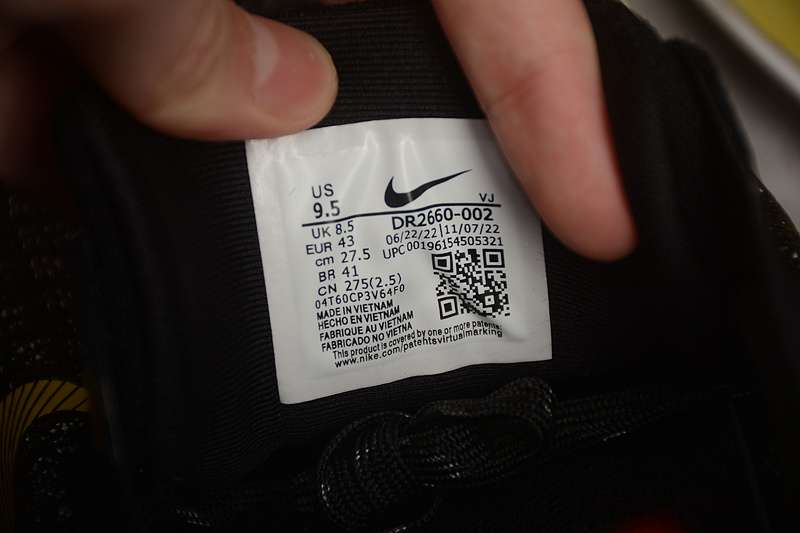 US
9.5
VJ
UK 8.5
DR2660-002
EUR 43
06/22/22 11/07/22
cm 27.5
UPC 00196154505321
BR 41
CN 275(2.5)
04T60CP3V64F0
MADE IN VIETNAM
HECHO EN VIETNAM
FABRIQUE AU VIETNAM
FABRICADO NO VIETNA
This product is covered by one or more patents.
www.nike.com/patentsvirtualmarking